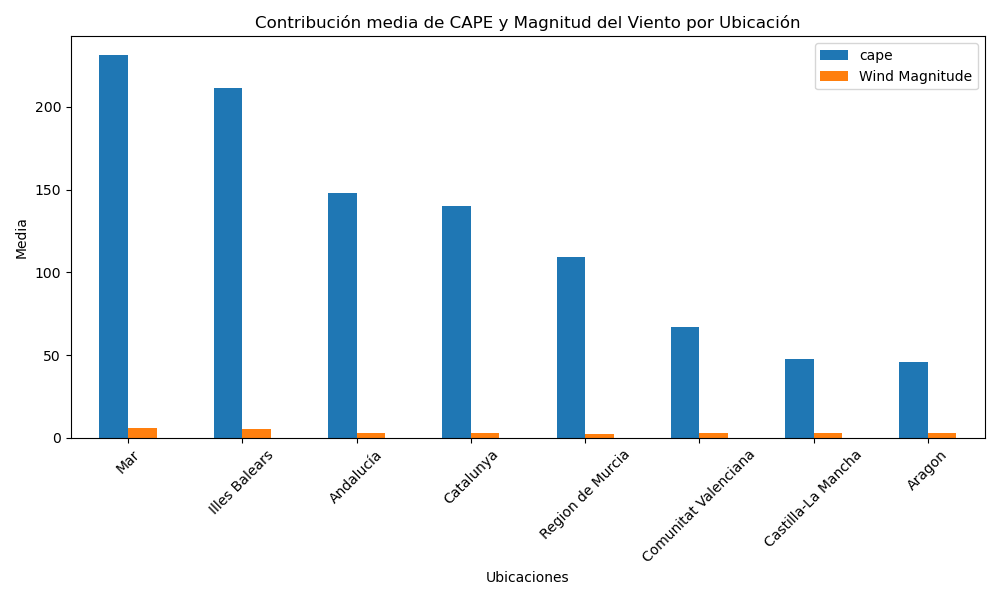 Contribución media de CAPE y Magnitud del Viento por Ubicación
cape
Wind Magnitude
Media
200
150
100
50
0
Mar
Illes Balears
Andalucía
Catalunya
Region de Murcia
Comunitat Valenciana
Castilla-La Mancha
Aragon
Ubicaciones